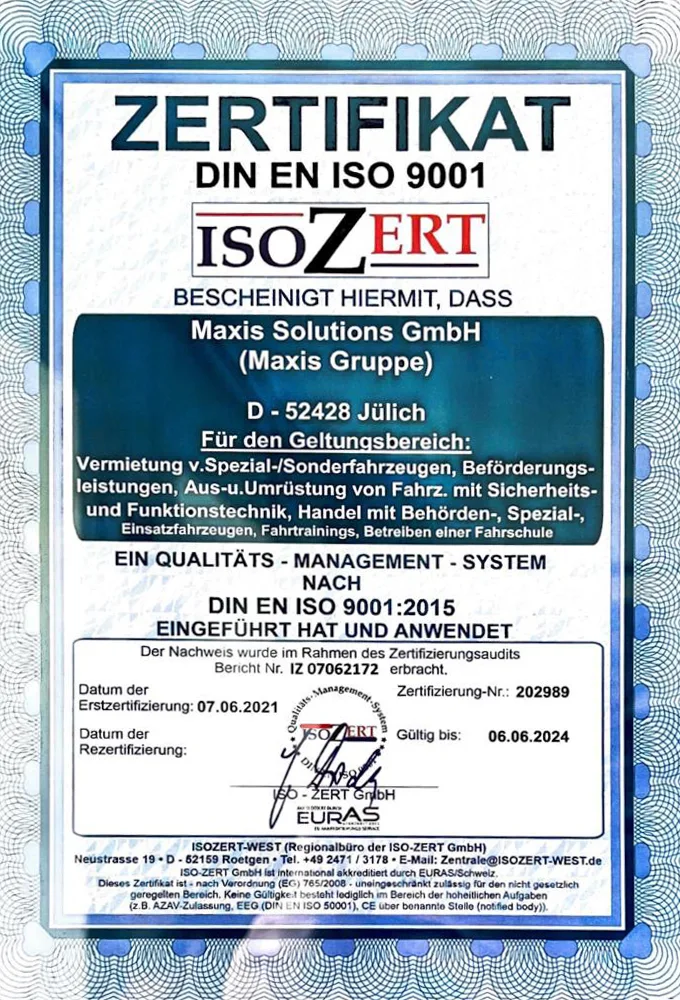 ZERTIFIKAT
DIN EN ISO 9001
ISOZERT
BESCHEINIGT HIERMIT, DASS
Maxis Solutions GmbH
(Maxis Gruppe)
D - 52428 Jülich
Für den Geltungsbereich:
Vermietung v.Spezial-/Sonderfahrzeugen, Beförderungs-
leistungen, Aus-u.Umrüstung von Fahrz. mit Sicherheits-
und Funktionstechnik, Handel mit Behörden-, Spezial-,
Einsatzfahrzeugen, Fahrtrainings, Betreiben einer Fahrschule
EIN QUALITÄTS - MANAGEMENT - SYSTEM
NACH
DIN EN ISO 9001:2015
EINGEFÜHRT HAT UND ANWENDET
Der Nachweis wurde im Rahmen des Zertifizierungsaudits
Bericht Nr. IZ 07062172 erbracht.
Datum der
Erstzertifizierung: 07.06.2021
Zertifizierung-Nr.: 202989
Datum der
Rezertifizierung:
Gültig bis: 06.06.2024
Qualitäts-Management-System
ISOZERT
DIN ISO
ISO - ZERT GmbH
EURAS
ISOZERT-WEST (Regionalbüro der ISO-ZERT GmbH)
Neustrasse 19 • D - 52159 Roetgen • Tel. +49 2471 / 3178 • E-Mail: Zentrale@ISOZERT-WEST.de
ISO-ZERT GmbH ist international akkreditiert durch EURAS/Schweiz.
Dieses Zertifikat ist - nach Verordnung (EG) 765/2008 - uneingeschränkt zulässig für den nicht gesetzlich
geregelten Bereich. Keine Gültigkeit besteht lediglich im Bereich der hoheitlichen Aufgaben
(z.B. AZAV-Zulassung, EEG (DIN EN ISO 50001), CE über benannte Stelle (notified body)).